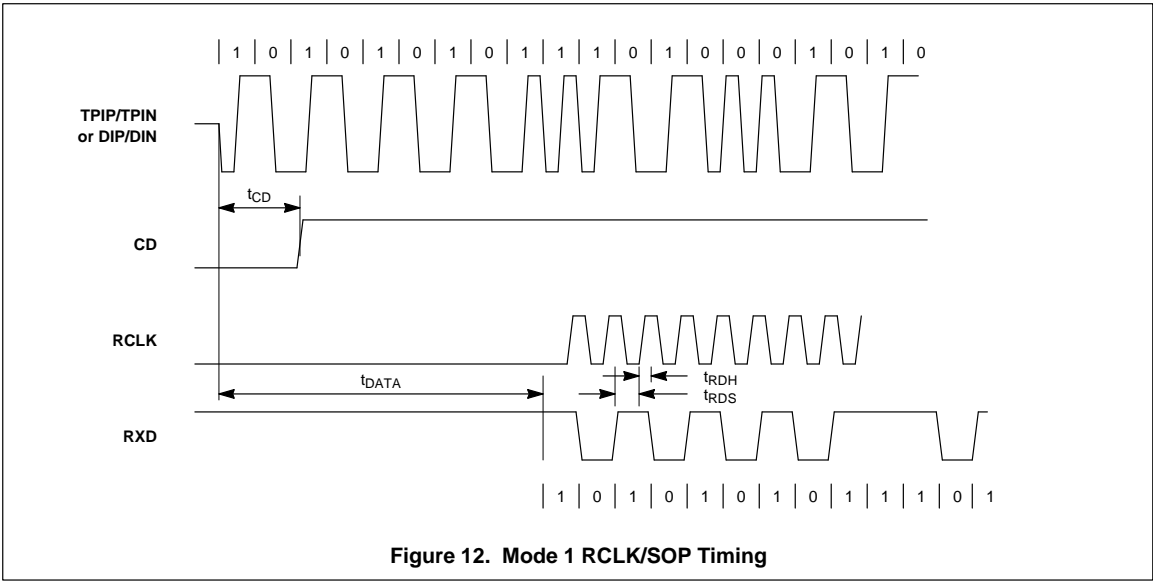 | 1 | 0 | 1 | 0 | 1 | 0 | 1 | 0 | 1 | 1 | 0 | 1 | 0 | 0 | 0 | 1 | 0 | 1 | 0
TPIP/TPIN
or DIP/DIN
tCD
CD
RCLK
tDATA
tRDH
tRDS
RXD
| 1 | 0 | 1 | 0 | 1 | 0 | 1 | 0 | 1 | 1 | 1 | 0 | 1
Figure 12. Mode 1 RCLK/SOP Timing